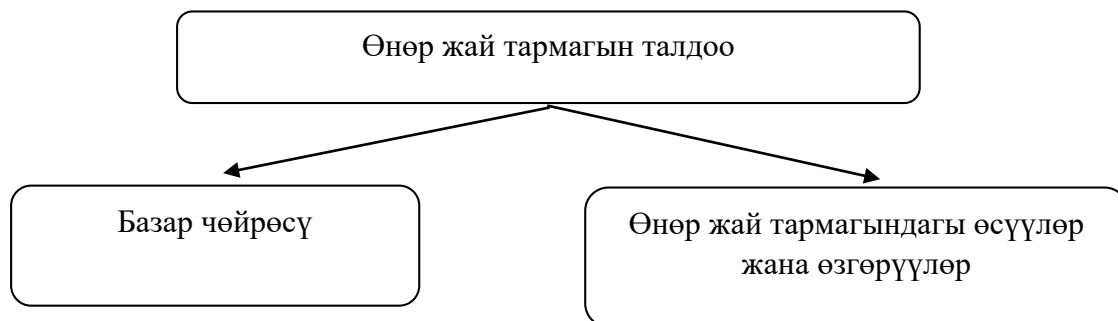 Өнөр жай тармагын талдоо
Базар чөйрөсү
Өнөр жай тармагындагы өсүүлөр
жана өзгөрүүлөр